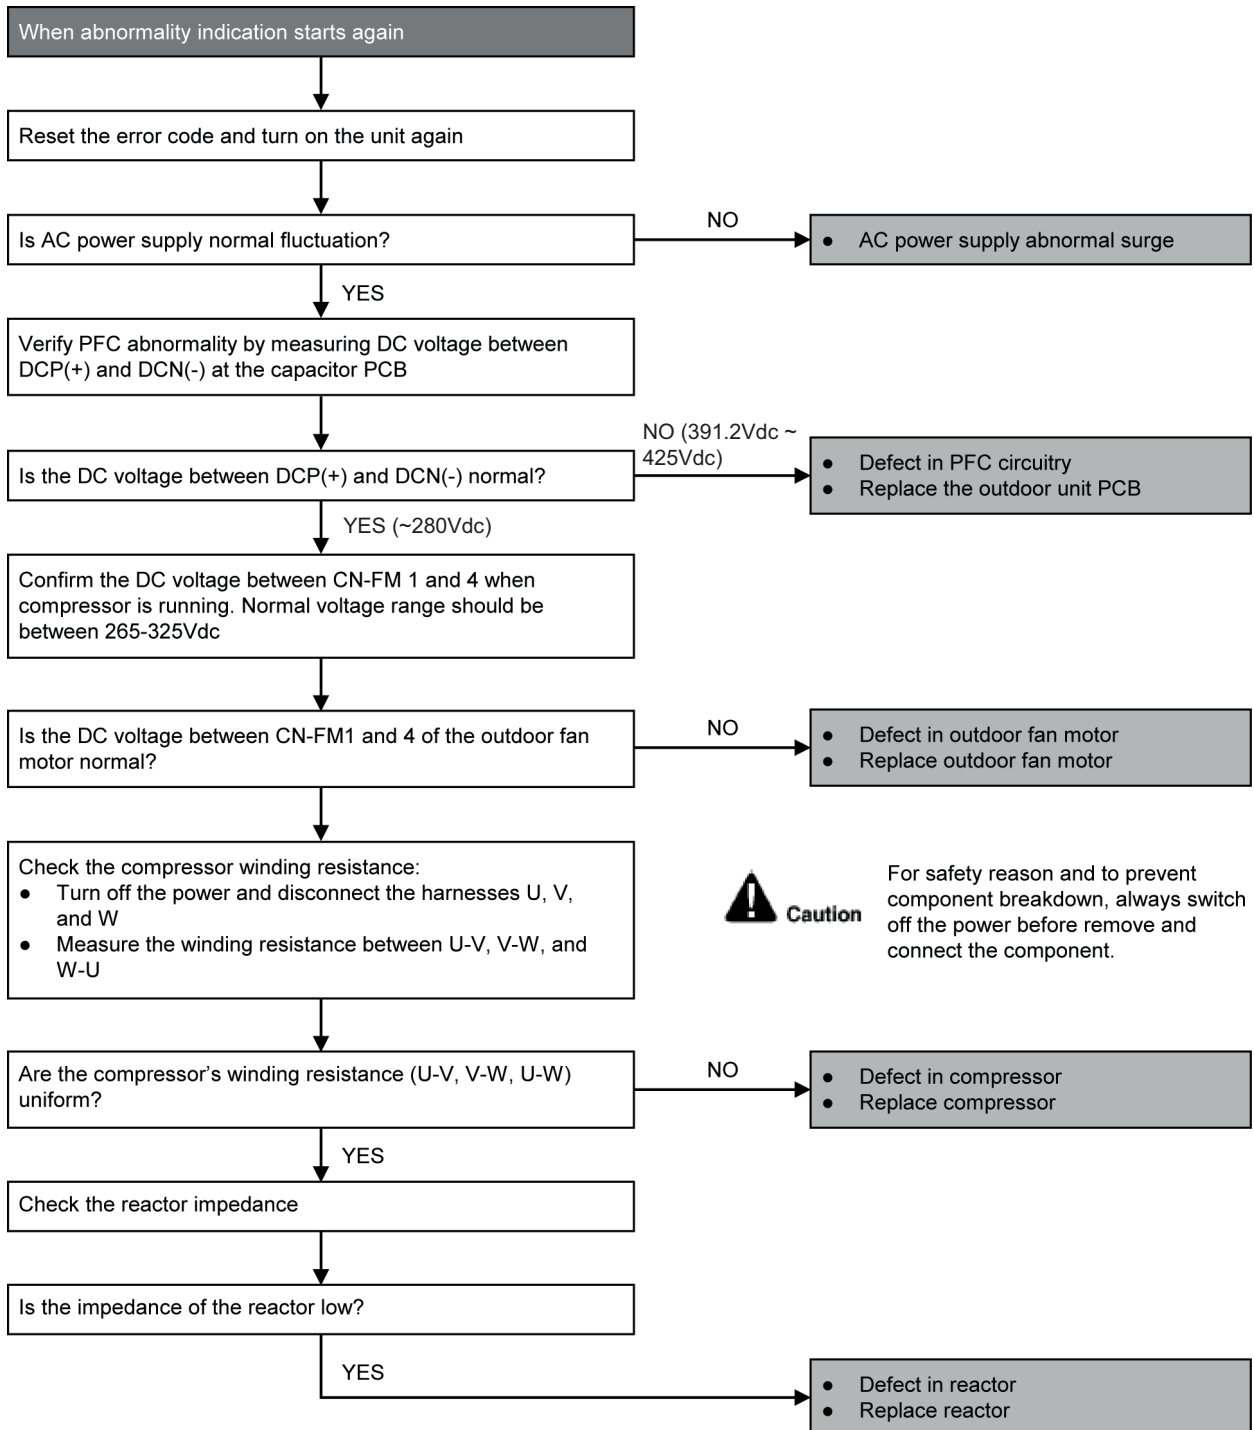 When abnormality indication starts again
Reset the error code and turn on the unit again
Is AC power supply normal fluctuation?
NO
● AC power supply abnormal surge
YES
Verify PFC abnormality by measuring DC voltage between
DCP(+) and DCN(-) at the capacitor PCB
Is the DC voltage between DCP(+) and DCN(-) normal?
NO (391.2Vdc ~
425Vdc)
● Defect in PFC circuitry
● Replace the outdoor unit PCB
YES (~280Vdc)
Confirm the DC voltage between CN-FM 1 and 4 when
compressor is running. Normal voltage range should be
between 265-325Vdc
Is the DC voltage between CN-FM1 and 4 of the outdoor fan
motor normal?
NO
● Defect in outdoor fan motor
● Replace outdoor fan motor
Check the compressor winding resistance:
● Turn off the power and disconnect the harnesses U, V,
and W
● Measure the winding resistance between U-V, V-W, and
W-U
Caution
For safety reason and to prevent
component breakdown, always switch
off the power before remove and
connect the component.
Are the compressor's winding resistance (U-V, V-W, U-W)
uniform?
NO
● Defect in compressor
● Replace compressor
YES
Check the reactor impedance
Is the impedance of the reactor low?
YES
● Defect in reactor
● Replace reactor